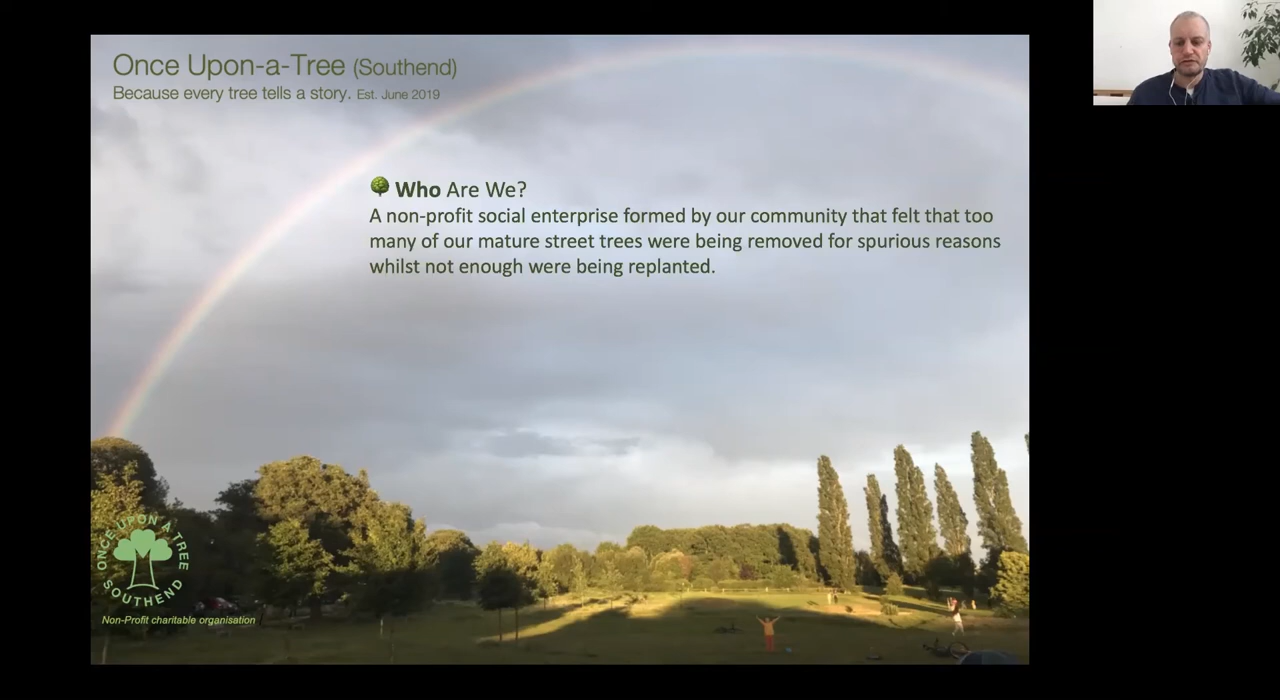 Once Upon-a-Tree (Southend)
Because every tree tells a story. Est. June 2019
Who Are We?
A non-profit social enterprise formed by our community that felt that too
many of our mature street trees were being removed for spurious reasons
whilst not enough were being replanted.
ONCE UPON A TREE
SOUTHEND
Non-Profit charitable organisation